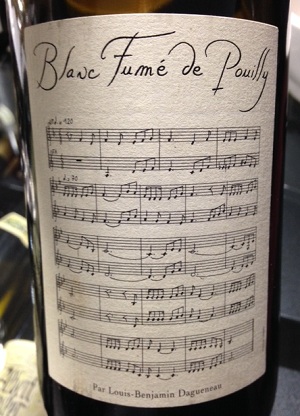 Blanc Fumé de Pouilly
Par Louis-Benjamin Dagueneau